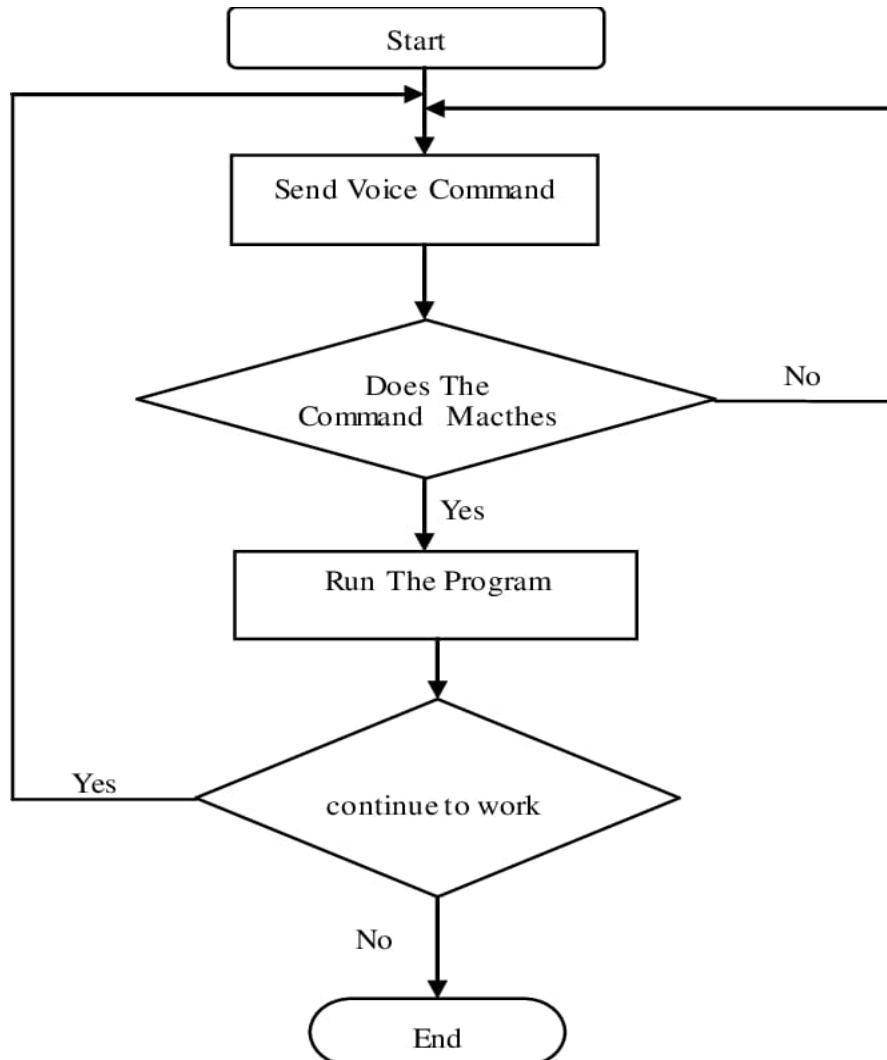 Start
Send Voice Command
Does The
Command Macthes
No
Yes
Run The Program
Yes
continue to work
No
End